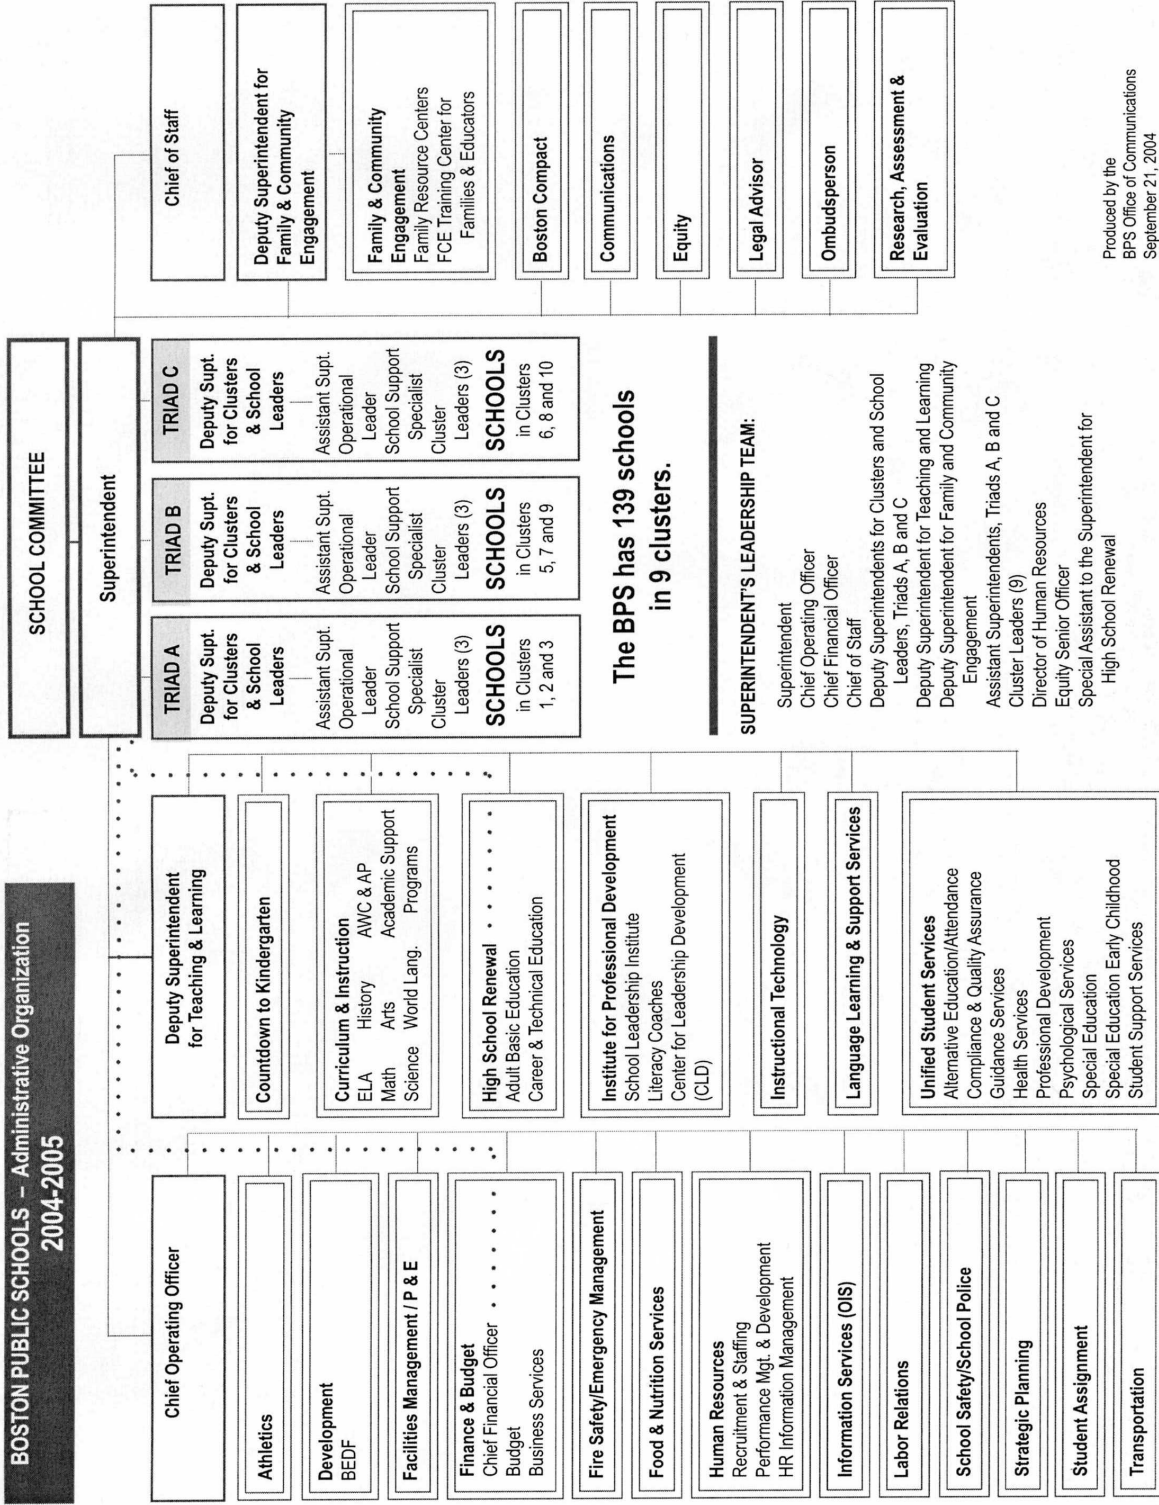 BOSTON PUBLIC SCHOOLS – Administrative Organization
2004-2005
SCHOOL COMMITTEE
Superintendent
Chief Operating Officer
Athletics
Development
BEDF
Facilities Management / P & E
Finance & Budget
Chief Financial Officer . . . . . . .
Budget
Business Services
Fire Safety/Emergency Management
Food & Nutrition Services
Human Resources
Recruitment & Staffing
Performance Mgt. & Development
HR Information Management
Information Services (OIS)
Labor Relations
School Safety/School Police
Strategic Planning
Student Assignment
Transportation
Deputy Superintendent
for Teaching & Learning
Countdown to Kindergarten
Curriculum & Instruction
ELA History AWC & AP
Math Arts Academic Support
Science World Lang. Programs
High School Renewal . . . . . . .
Adult Basic Education
Career & Technical Education
Institute for Professional Development
School Leadership Institute
Literacy Coaches
Center for Leadership Development
(CLD)
Instructional Technology
Language Learning & Support Services
Unified Student Services
Alternative Education/Attendance
Compliance & Quality Assurance
Guidance Services
Health Services
Professional Development
Psychological Services
Special Education
Special Education Early Childhood
Student Support Services
TRIAD A
Deputy Supt.
for Clusters
& School
Leaders
Assistant Supt.
Operational
Leader
School Support
Specialist
Cluster
Leaders (3)
SCHOOLS
in Clusters
1, 2 and 3
TRIAD B
Deputy Supt.
for Clusters
& School
Leaders
Assistant Supt.
Operational
Leader
School Support
Specialist
Cluster
Leaders (3)
SCHOOLS
in Clusters
5, 7 and 9
TRIAD C
Deputy Supt.
for Clusters
& School
Leaders
Assistant Supt.
Operational
Leader
School Support
Specialist
Cluster
Leaders (3)
SCHOOLS
in Clusters
6, 8 and 10
The BPS has 139 schools
in 9 clusters.
SUPERINTENDENT'S LEADERSHIP TEAM:
Superintendent
Chief Operating Officer
Chief Financial Officer
Chief of Staff
Deputy Superintendents for Clusters and School
Leaders, Triads A, B and C
Deputy Superintendent for Teaching and Learning
Deputy Superintendent for Family and Community
Engagement
Assistant Superintendents, Triads A, B and C
Cluster Leaders (9)
Director of Human Resources
Equity Senior Officer
Special Assistant to the Superintendent for
High School Renewal
Chief of Staff
Deputy Superintendent for
Family & Community
Engagement
Family & Community
Engagement
Family Resource Centers
FCE Training Center for
Families & Educators
Boston Compact
Communications
Equity
Legal Advisor
Ombudsperson
Research, Assessment &
Evaluation
Produced by the
BPS Office of Communications
September 21, 2004